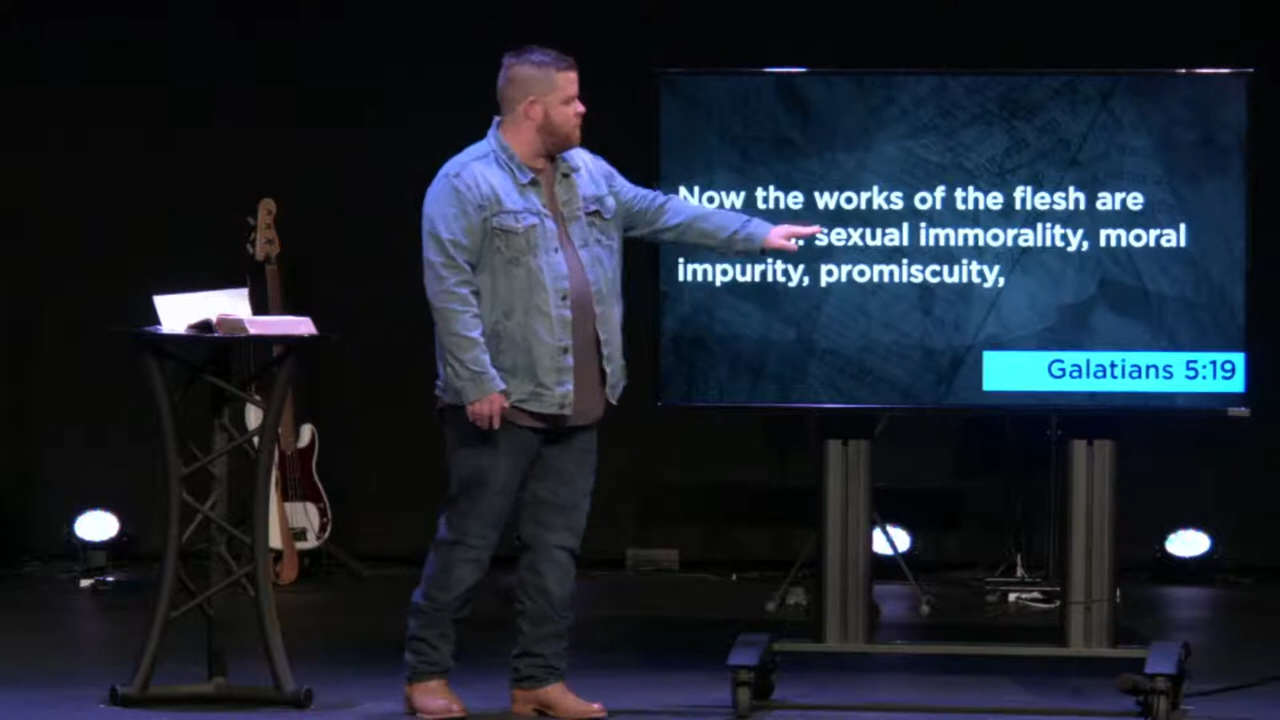 Now the works of the flesh are
sexual immorality, moral
impurity, promiscuity,
Galatians 5:19